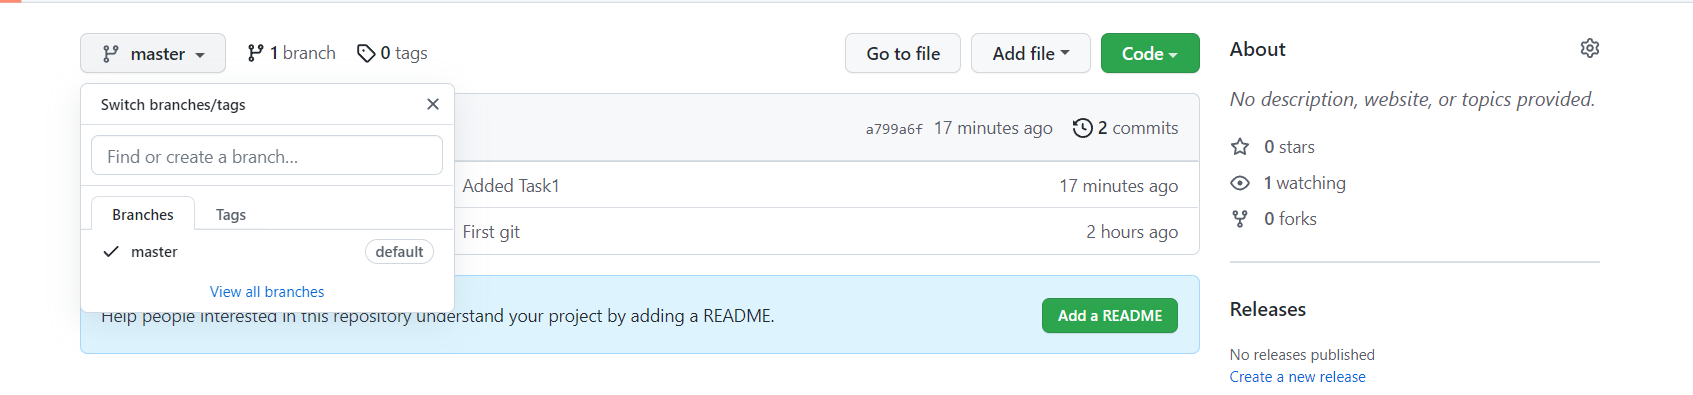 master
1 branch
0 tags
Go to file
Add file
Code
Switch branches/tags
Find or create a branch...
Branches
Tags
master
default
View all branches
a799a6f 17 minutes ago
2 commits
Added Task1
17 minutes ago
First git
2 hours ago
Help people interested in this repository understand your project by adding a README.
Add a README
About
No description, website, or topics provided.
0 stars
1 watching
0 forks
Releases
No releases published
Create a new release